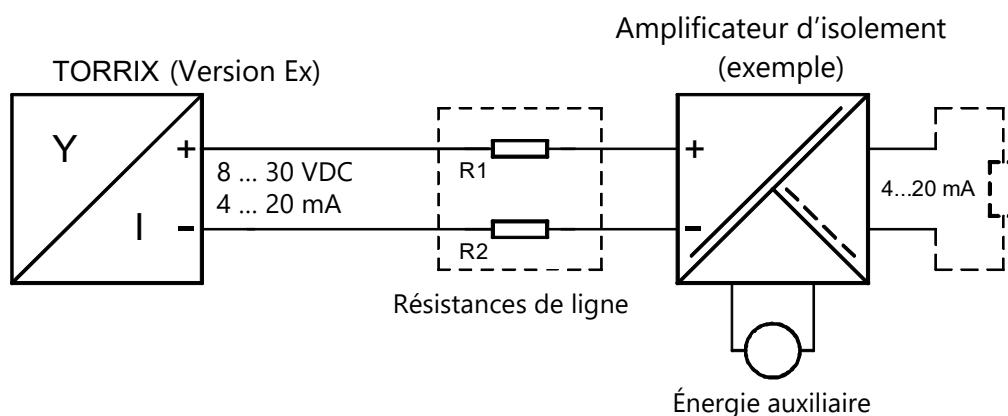 Amplificateur d’isolement
(exemple)
TORRIX (Version Ex)
Y
I
+
-
8 ... 30 VDC
4 ... 20 mA
R1
R2
Résistances de ligne
+
-
4...20 mA
Énergie auxiliaire